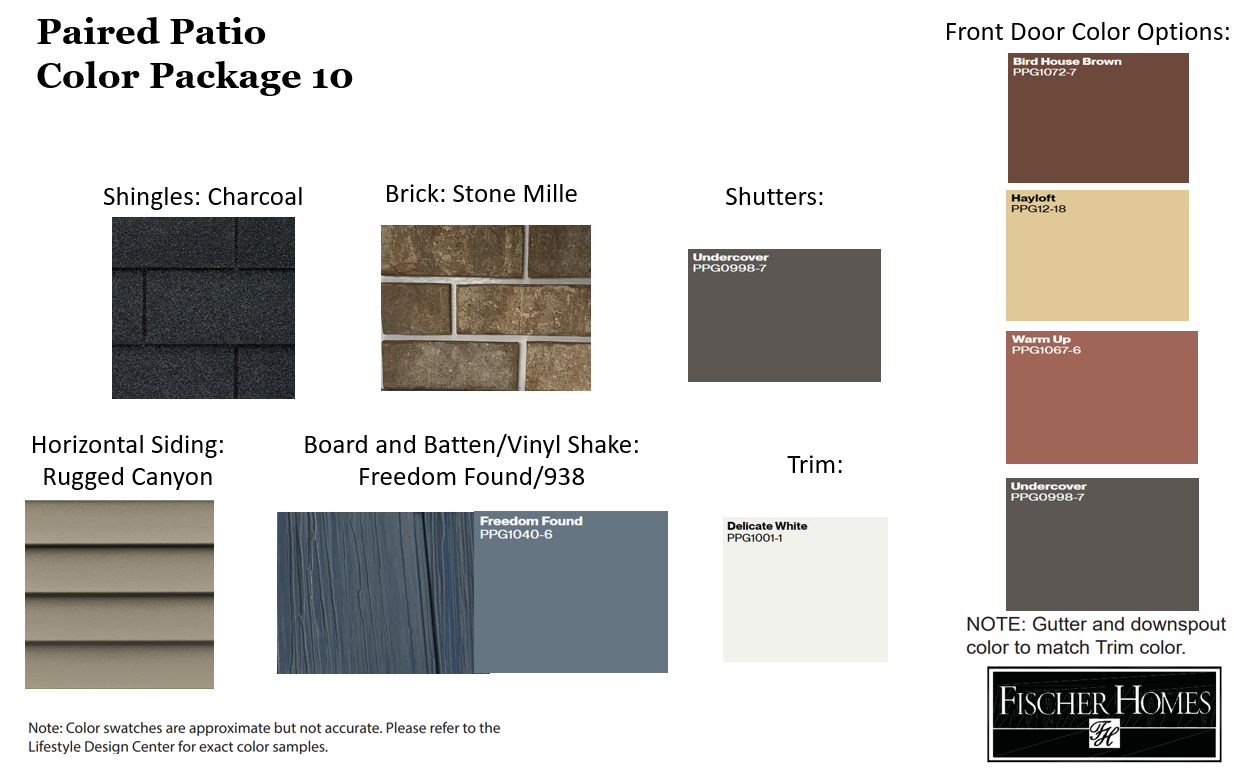 Paired Patio
Color Package 10
Front Door Color Options:
Bird House Brown
PPG1072-7
Shingles: Charcoal
Brick: Stone Mille
Shutters:
Hayloft
PPG12-18
Undercover
PPG0998-7
Warm Up
PPG1067-6
Horizontal Siding:
Rugged Canyon
Board and Batten/Vinyl Shake:
Freedom Found/938
Trim:
Undercover
PPG0998-7
Freedom Found
PPG1040-6
Delicate White
PPG1001-1
NOTE: Gutter and downspout
color to match Trim color.
FISCHER HOMES
FH
Note: Color swatches are approximate but not accurate. Please refer to the
Lifestyle Design Center for exact color samples.